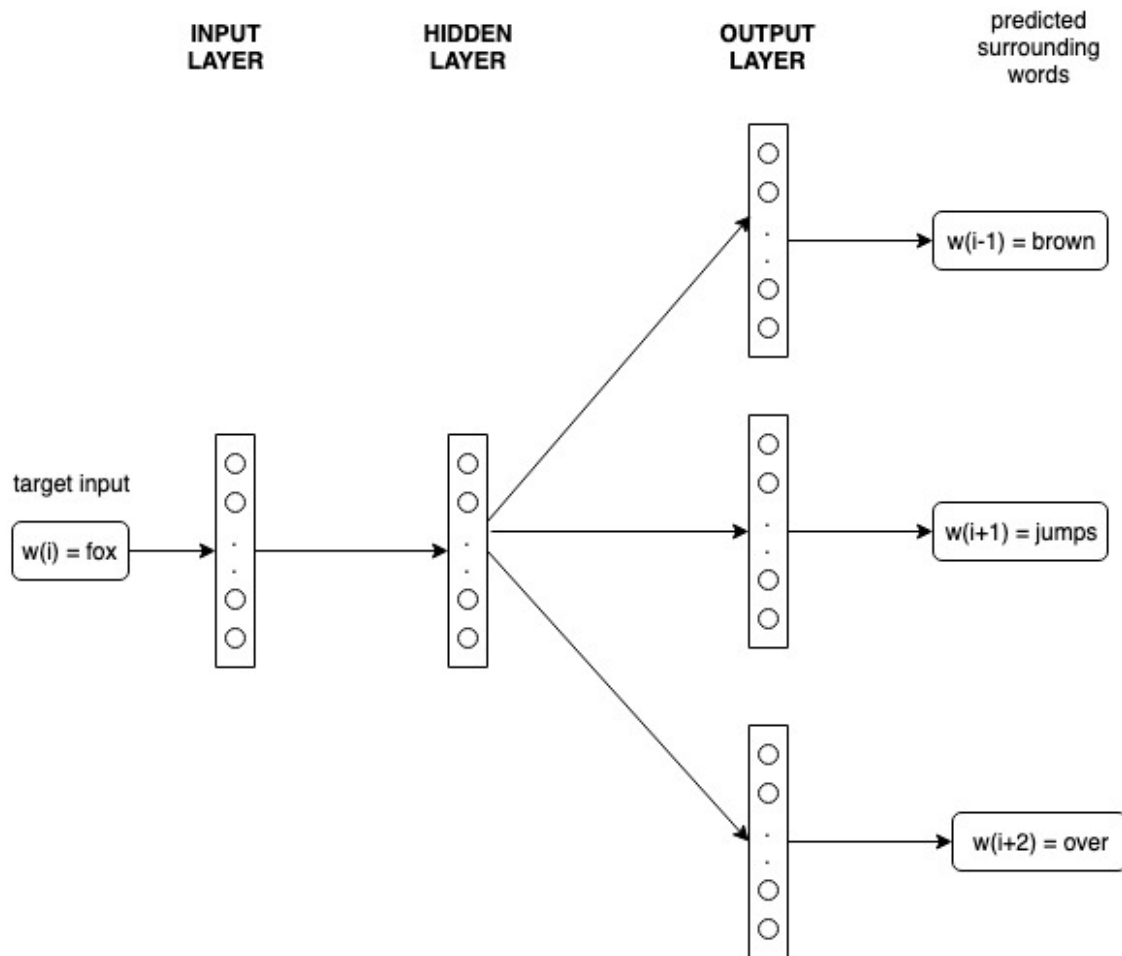 INPUT
LAYER
HIDDEN
LAYER
OUTPUT
LAYER
predicted
surrounding
words
w(i-1) = brown
target input
w(i) = fox
w(i+1) = jumps
w(i+2) = over